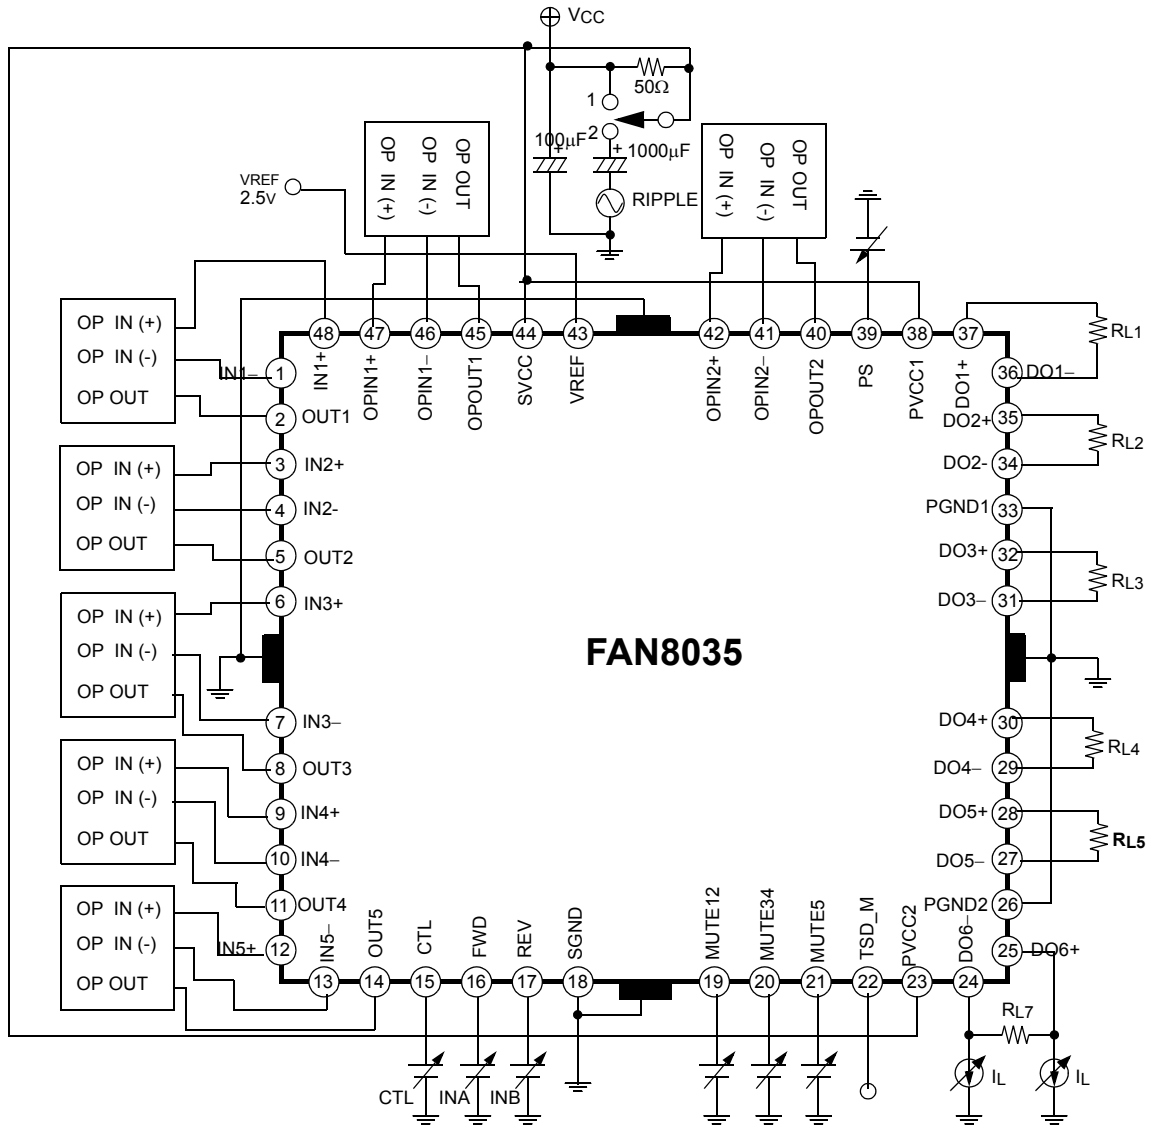 VCC
50Ω
1
2
100μF
+
+
1000μF
RIPPLE
VREF
2.5V
OP IN (+)
OP IN (-)
OP OUT
OP IN (+)
OP IN (-)
OP OUT
48
47
46
45
44
43
42
41
40
39
38
37
IN1+
OPIN1+
OPIN1–
OPOUT1
SVCC
VREF
OPIN2+
OPIN2–
OPOUT2
PS
PVCC1
DO1+
OP IN (+)
OP IN (-)
OP OUT
IN1–
1
2
OUT1
OP IN (+)
OP IN (-)
OP OUT
3
IN2+
4
IN2-
5
OUT2
OP IN (+)
OP IN (-)
OP OUT
6
IN3+
7
IN3–
8
OUT3
OP IN (+)
OP IN (-)
OP OUT
9
IN4+
10
IN4–
11
OUT4
OP IN (+)
OP IN (-)
OP OUT
IN5+
12
FAN8035
36
DO1–
RL1
DO2+
35
DO2-
34
RL2
PGND1
33
DO3+
32
DO3–
31
RL3
DO4+
30
DO4–
29
RL4
DO5+
28
DO5–
27
RL5
PGND2
26
25
DO6+
IN5–
OUT5
CTL
FWD
REV
SGND
MUTE12
MUTE34
MUTE5
TSD_M
PVCC2
DO6–
13
14
15
16
17
18
19
20
21
22
23
24
RL7
CTL
INA
INB
IL
IL